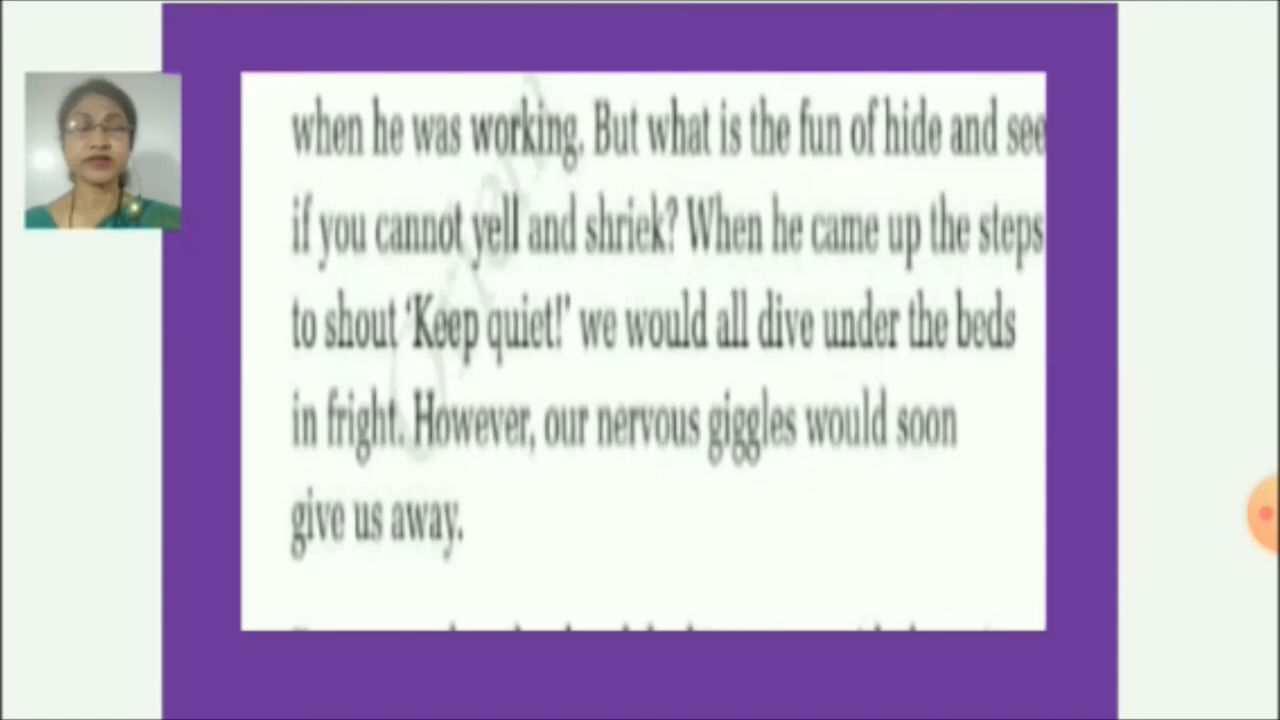 when he was working. But what is the fun of hide and see
if you cannot yell and shriek? When he came up the steps
to shout ‘Keep quiet!’ we would all dive under the beds
in fright. However, our nervous giggles would soon
give us away.